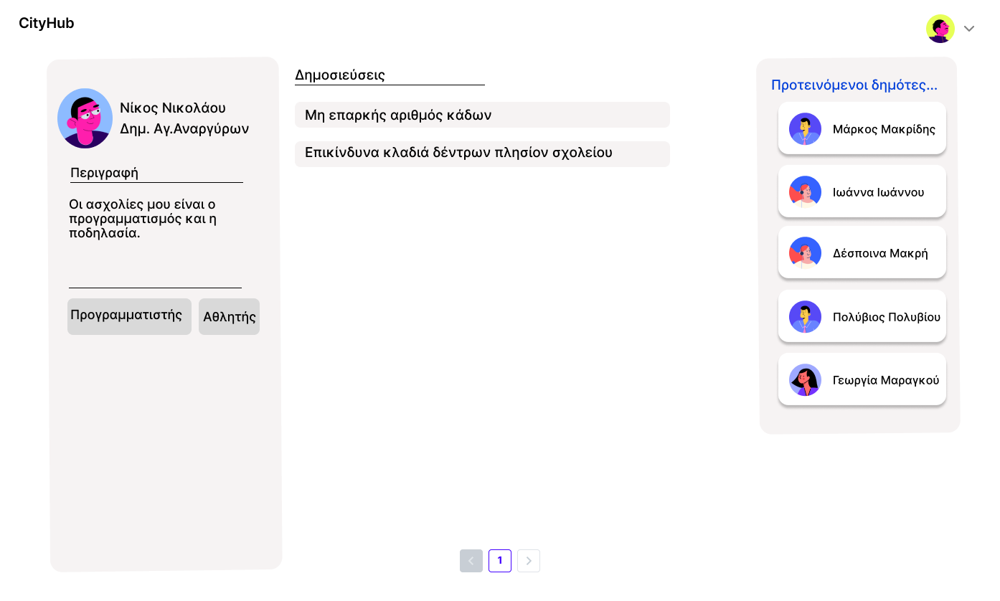 CityHub
Νίκος Νικολάου
Δημ. Αγ.Αναργύρων
Περιγραφή
Οι ασχολίες μου είναι ο
προγραμματισμός και η
ποδηλασία.
Προγραμματιστής
Αθλητής
Δημοσιεύσεις
Μη επαρκής αριθμός κάδων
Επικίνδυνα κλαδιά δέντρων πλησίον σχολείου
1
Προτεινόμενοι δημότες...
Μάρκος Μακρίδης
Ιωάννα Ιωάννου
Δέσποινα Μακρή
Πολύβιος Πολυβίου
Γεωργία Μαραγκού